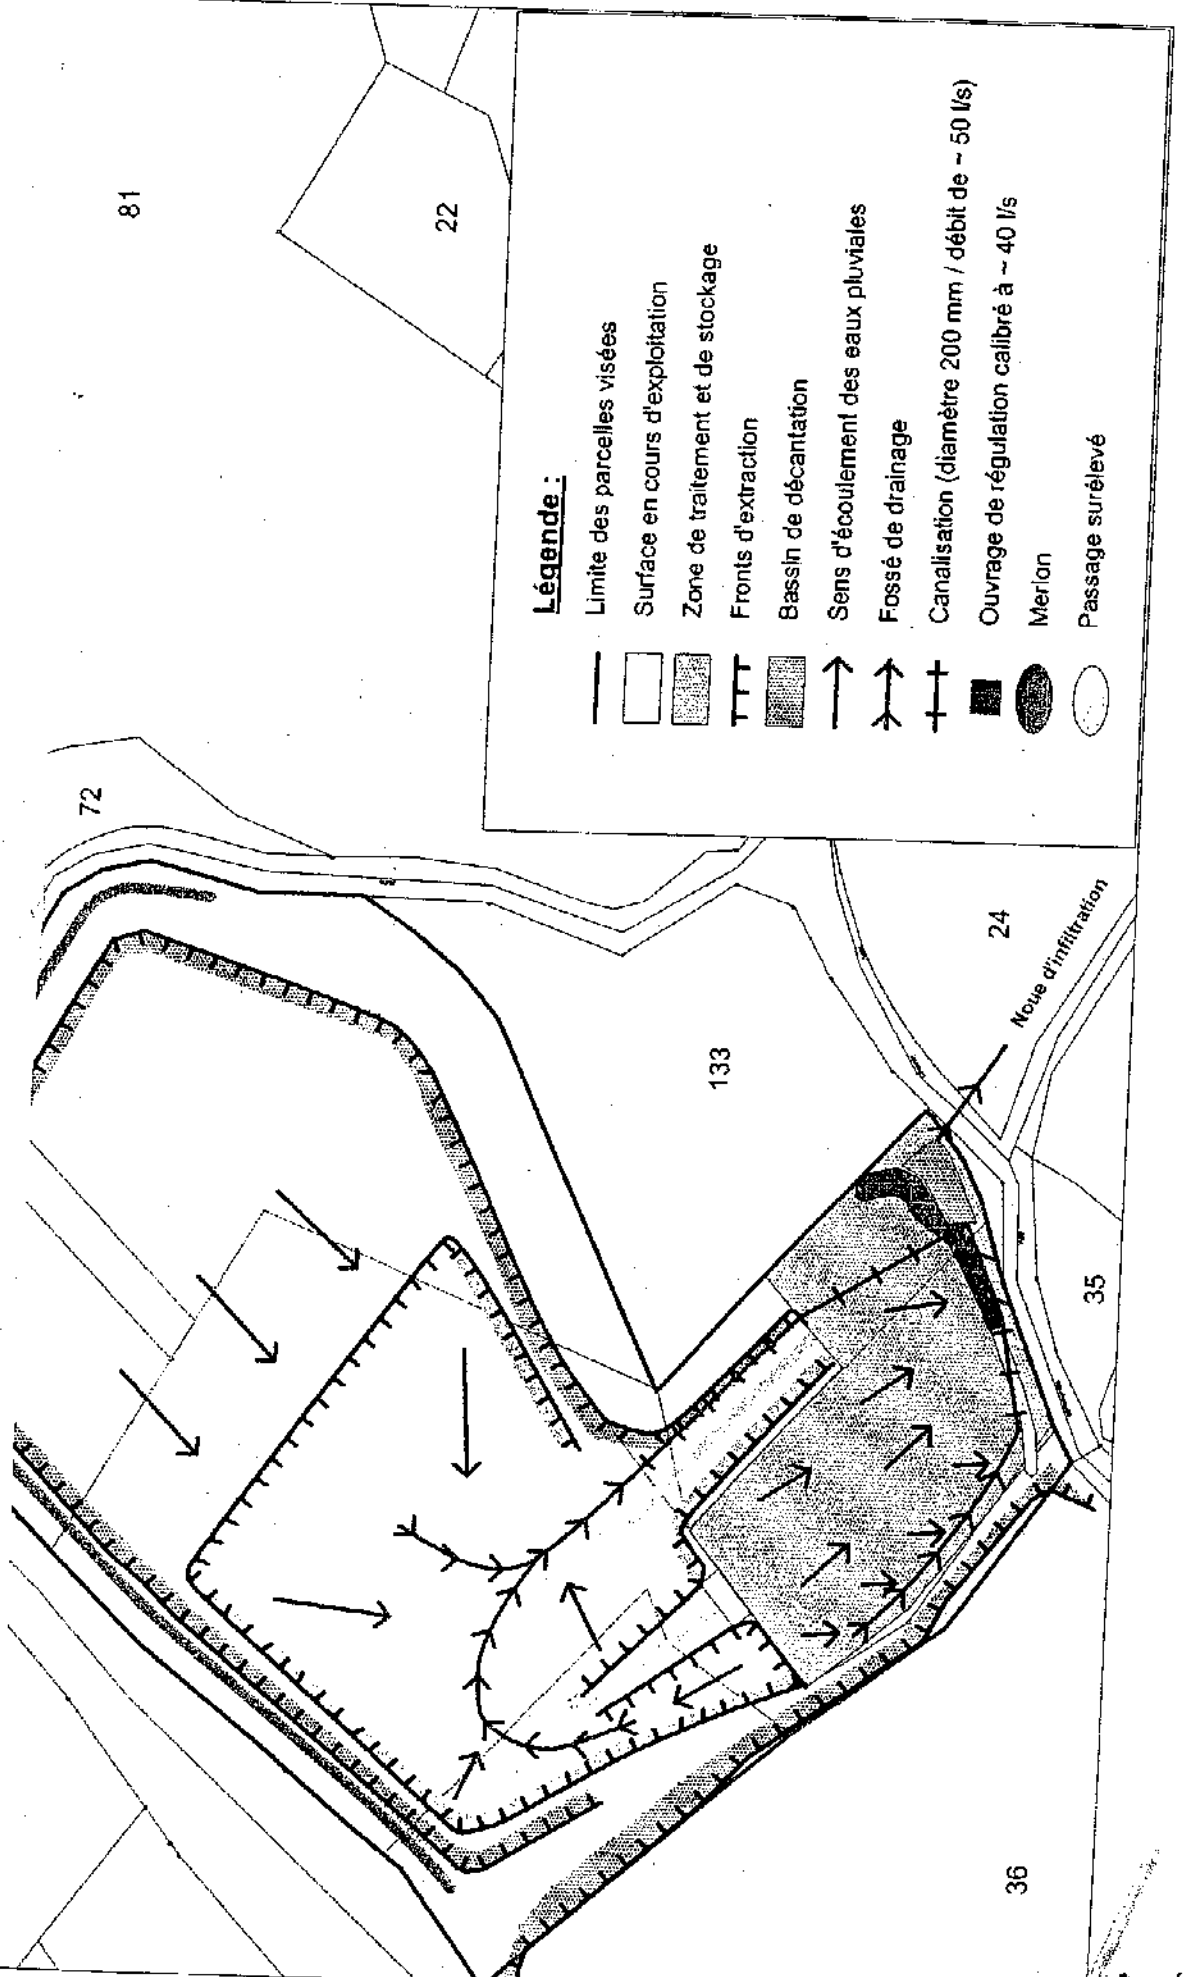 81
22
72
Légende :
Limite des parcelles visées
Surface en cours d'exploitation
Zone de traitement et de stockage
Fronts d'extraction
Bassin de décantation
Sens d'écoulement des eaux pluviales
Fossé de drainage
Canalisation (diamètre 200 mm / débit de ~ 50 l/s)
Ouvrage de régulation calibré à ~ 40 l/s
Merlon
Passage surélevé
133
24
Noue d'infiltration
35
36